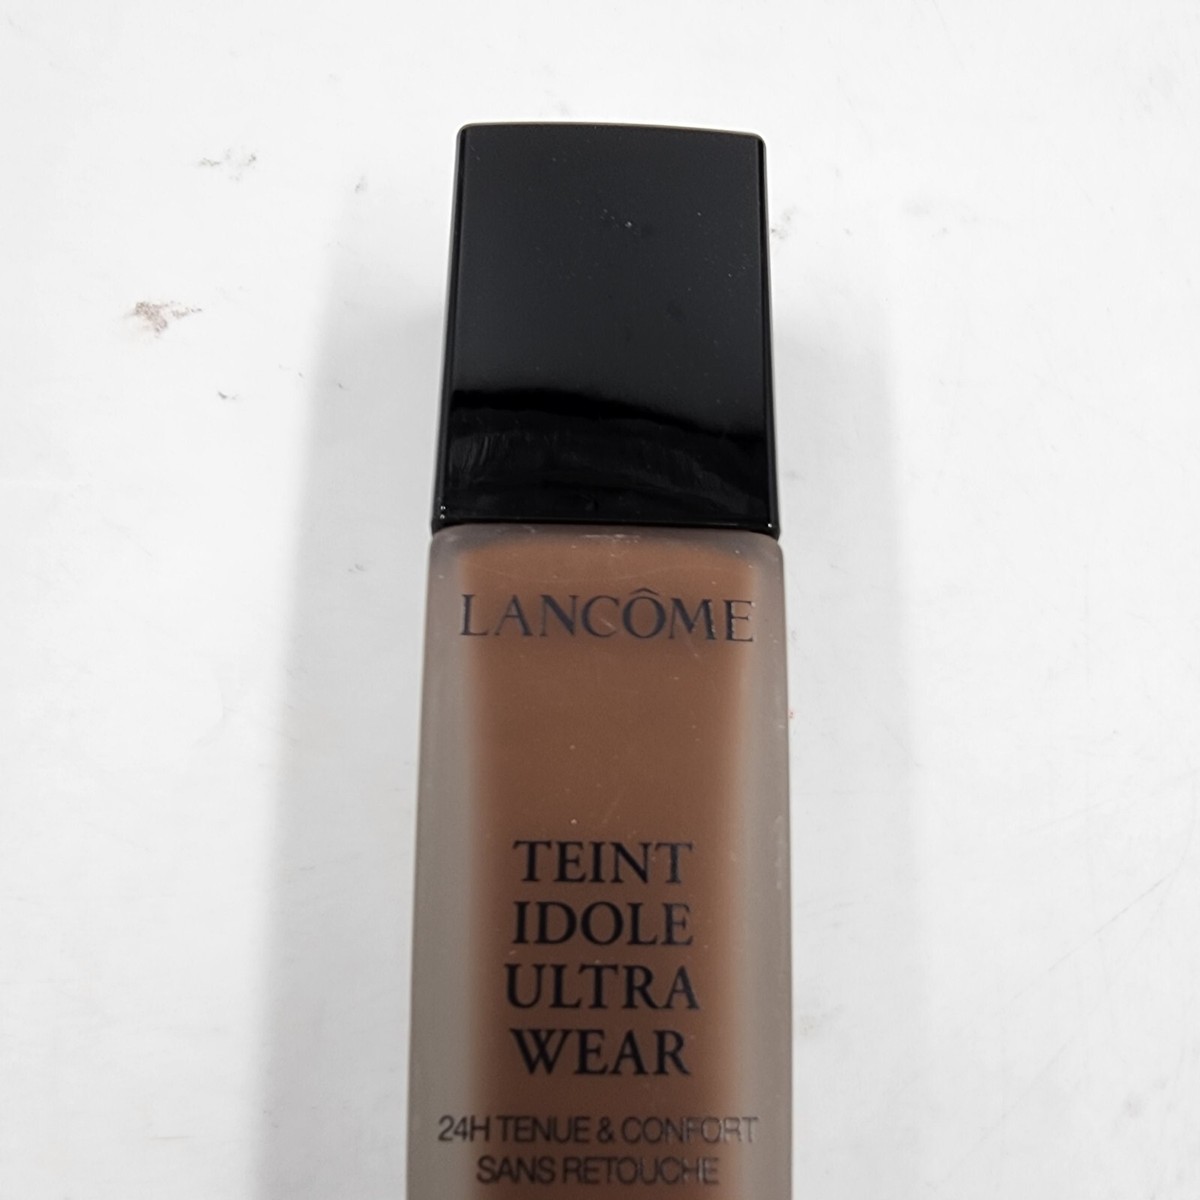 LANCÔME
TEINT
IDOLE
ULTRA
WEAR
24H TENUE & CONFORT
SANS RETOUCHE